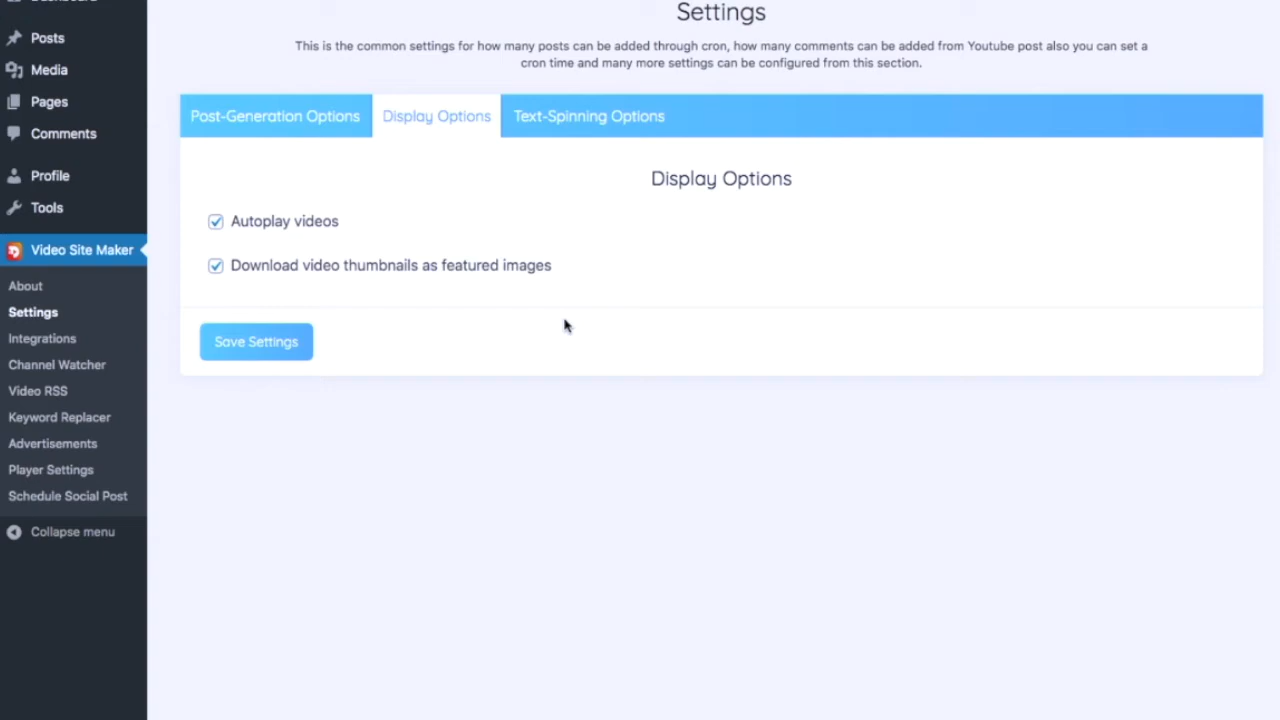 Dashboard
Posts
Media
Pages
Comments
Profile
Tools
Video Site Maker
About
Settings
Integrations
Channel Watcher
Video RSS
Keyword Replacer
Advertisements
Player Settings
Schedule Social Post
Collapse menu
Settings
This is the common settings for how many posts can be added through cron, how many comments can be added from Youtube post also you can set a
cron time and many more settings can be configured from this section.
Post-Generation Options
Display Options
Text-Spinning Options
Display Options
Autoplay videos
Download video thumbnails as featured images
Save Settings